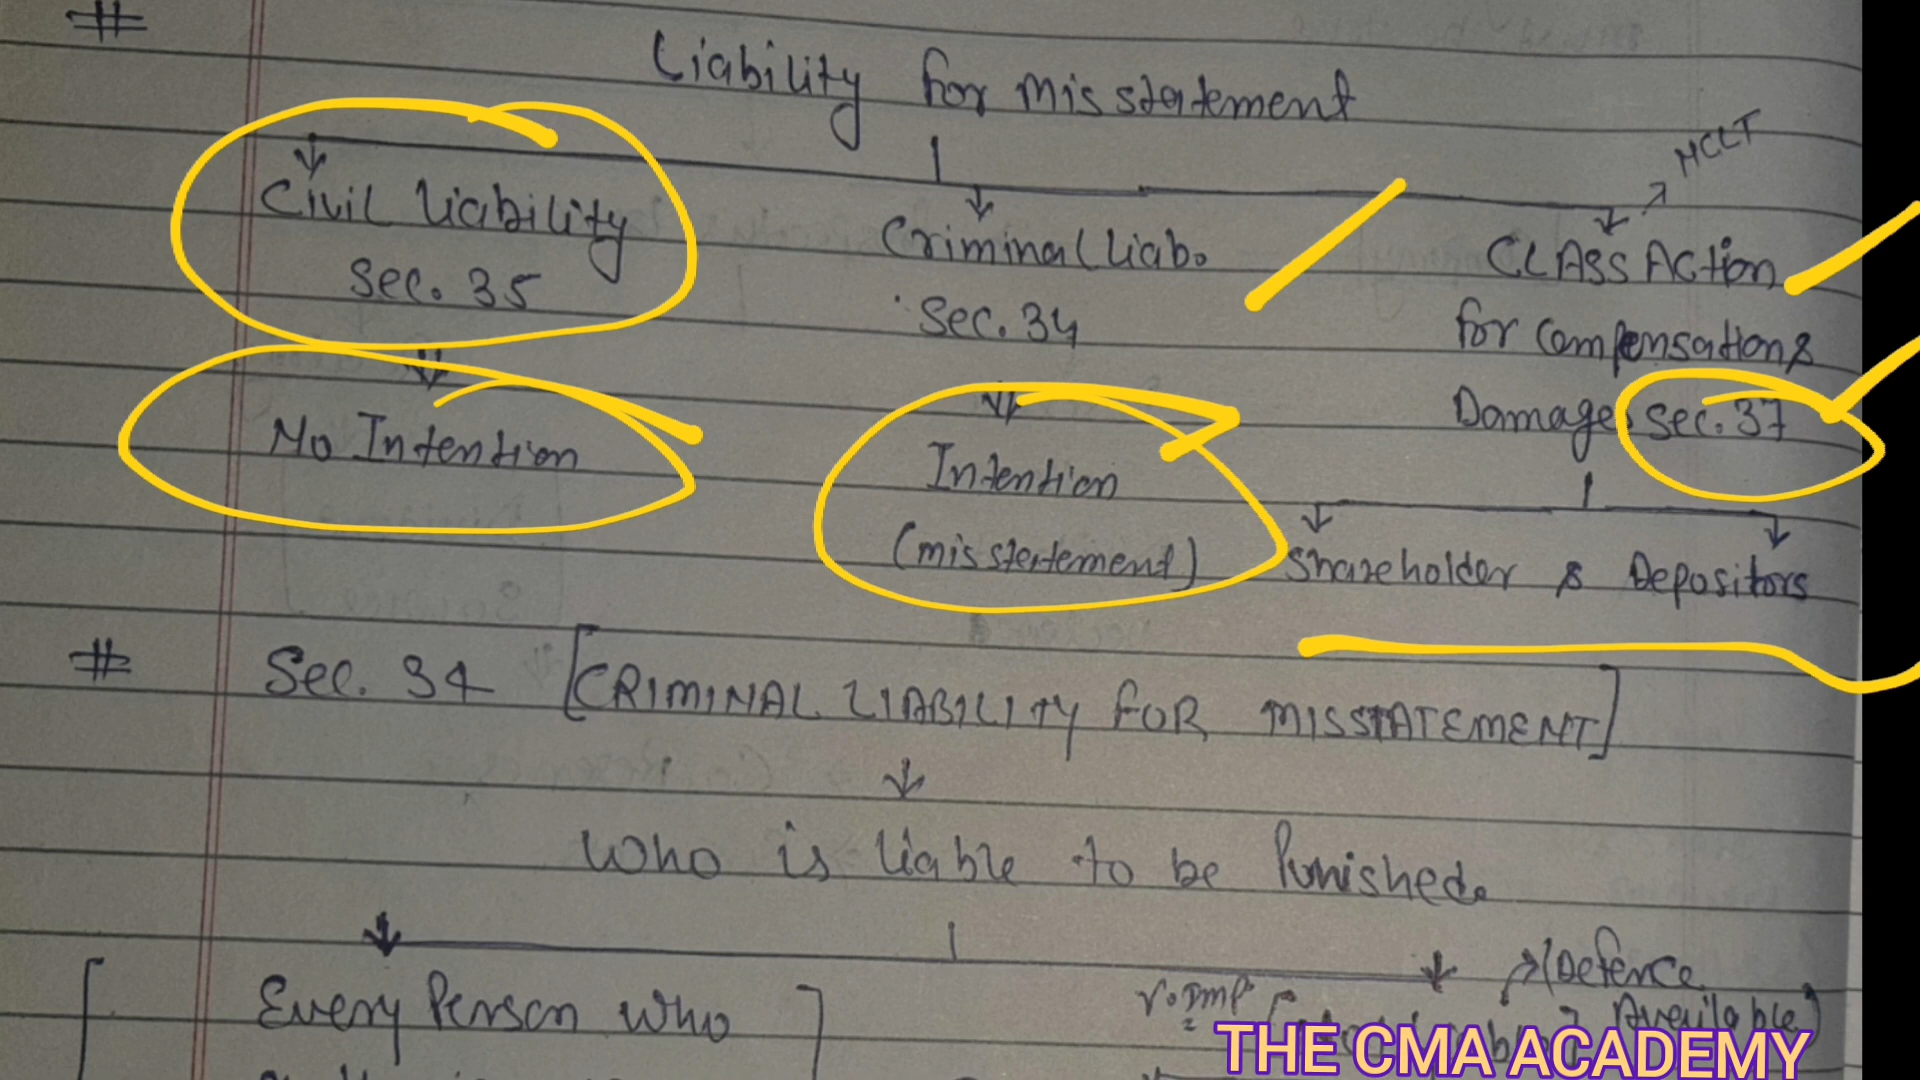 #
Liability for misstatement
NCLT
Civil liability
Sec. 35
Criminal Liab.
Sec. 34
CLASS Action
for Compensation &
Damages Sec. 37
No Intention
Intention
(misstatement)
Shareholder & Depositors
# Sec. 34 [CRIMINAL LIABILITY FOR MISSTATEMENT]
Who is liable to be Punished.
[Every Person who]
V. Imp
(Defence
Available)
THE CMA ACADEMY